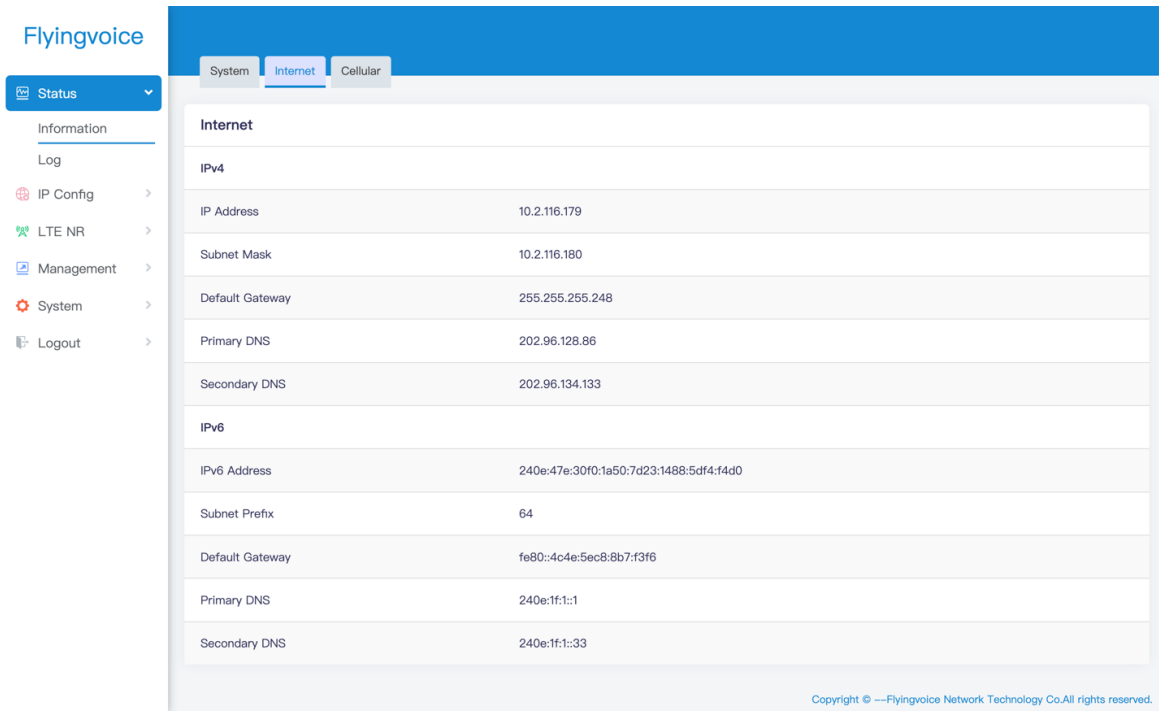 Flyingvoice
System Internet Cellular
Status
Information
Log
IP Config
LTE NR
Management
System
Logout
Internet
IPv4
IP Address 10.2.116.179
Subnet Mask 10.2.116.180
Default Gateway 255.255.255.248
Primary DNS 202.96.128.86
Secondary DNS 202.96.134.133
IPv6
IPv6 Address 240e:47e:30f0:1a50:7d23:1488:5df4:f4d0
Subnet Prefix 64
Default Gateway fe80::4c4e:5ec8:8b7:f3f6
Primary DNS 240e:1f:1::1
Secondary DNS 240e:1f:1::33
Copyright © --Flyingvoice Network Technology Co.All rights reserved.